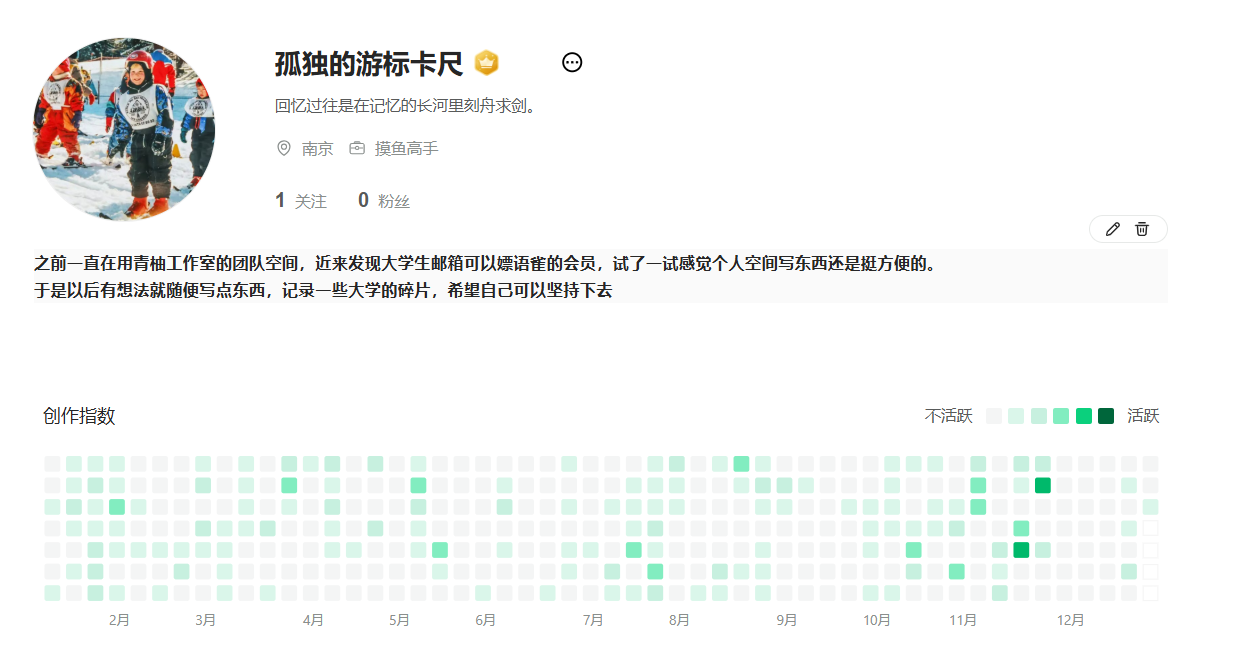 孤独的游标卡尺
回忆过往是在记忆的长河里刻舟求剑。
南京 摸鱼高手
1 关注 0 粉丝
之前一直在用青柚工作室的团队空间，近来发现大学生邮箱可以嫖语雀的会员，试了一试感觉个人空间写东西还是挺方便的。
于是以后有想法就随便写点东西，记录一些大学的碎片，希望自己可以坚持下去
创作指数 不活跃 活跃
2月 3月 4月 5月 6月 7月 8月 9月 10月 11月 12月